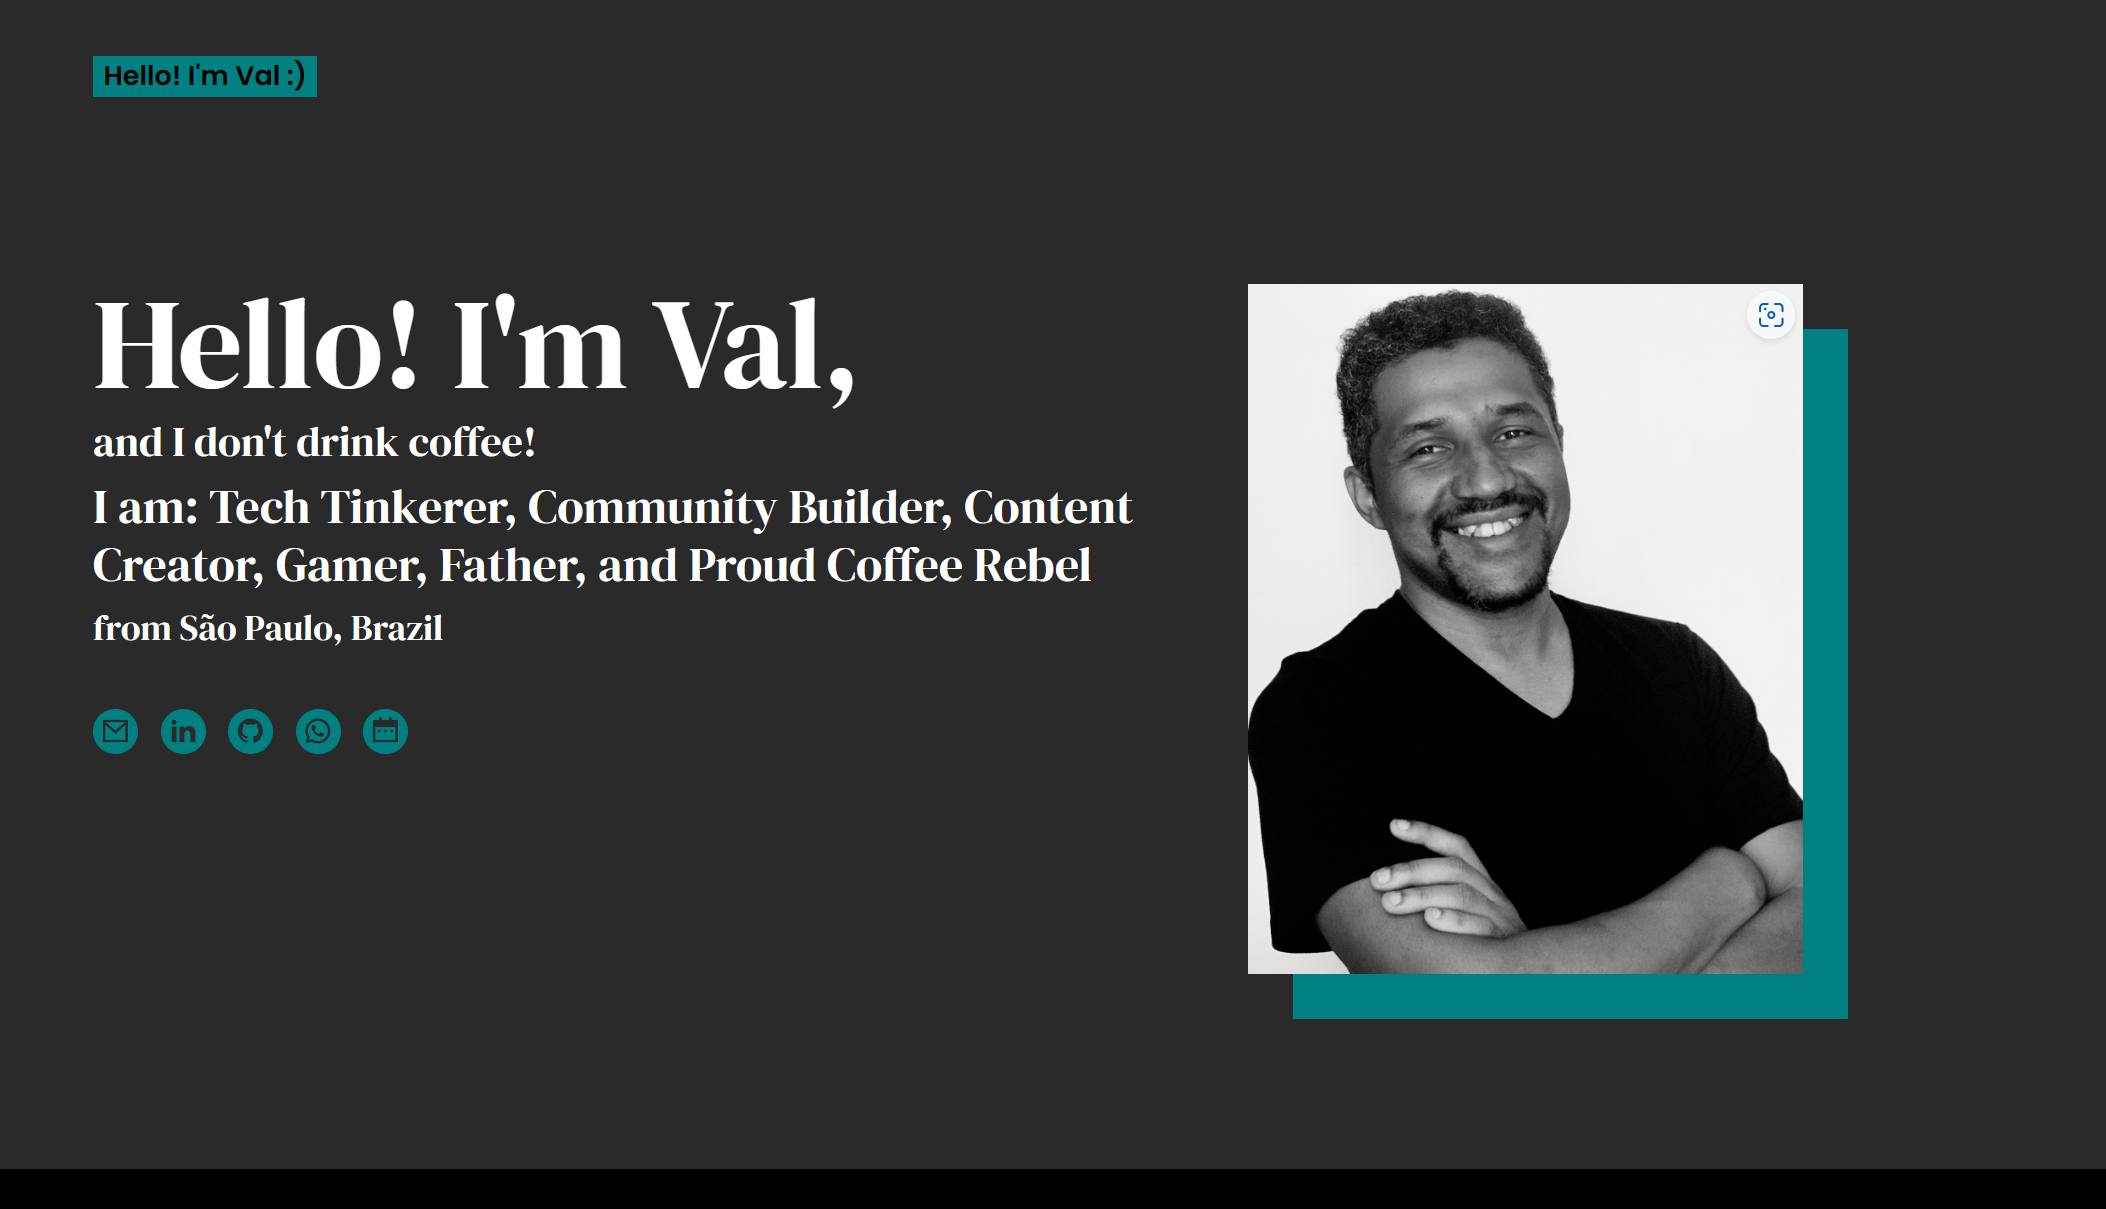 Hello! I'm Val :)
Hello! I'm Val,
and I don't drink coffee!
I am: Tech Tinkerer, Community Builder, Content
Creator, Gamer, Father, and Proud Coffee Rebel
from São Paulo, Brazil
in